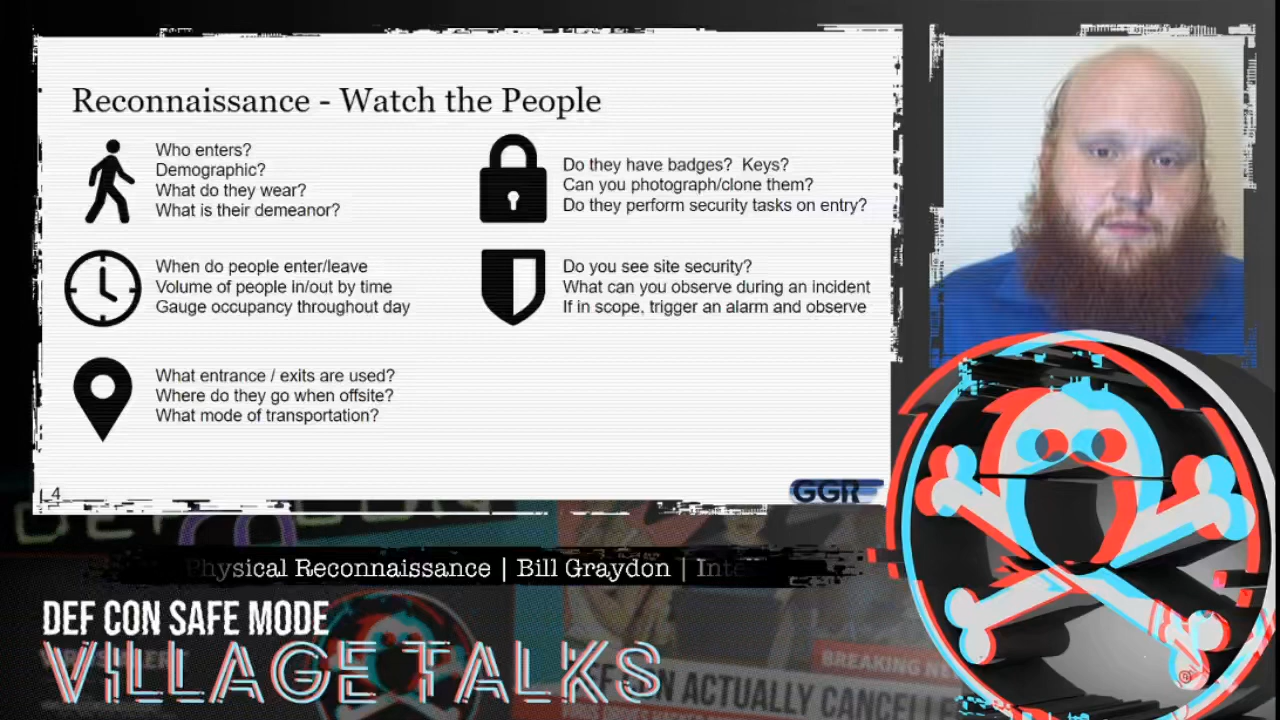 Reconnaissance - Watch the People
Who enters?
Demographic?
What do they wear?
What is their demeanor?
When do people enter/leave
Volume of people in/out by time
Gauge occupancy throughout day
What entrance / exits are used?
Where do they go when offsite?
What mode of transportation?
Do they have badges?  Keys?
Can you photograph/clone them?
Do they perform security tasks on entry?
Do you see site security?
What can you observe during an incident
If in scope, trigger an alarm and observe
4
GGR
Physical Reconnaissance | Bill Graydon | Inte
DEF CON SAFE MODE
VILLAGE TALKS
BREAKING NE
CON ACTUALLY CANCELLE